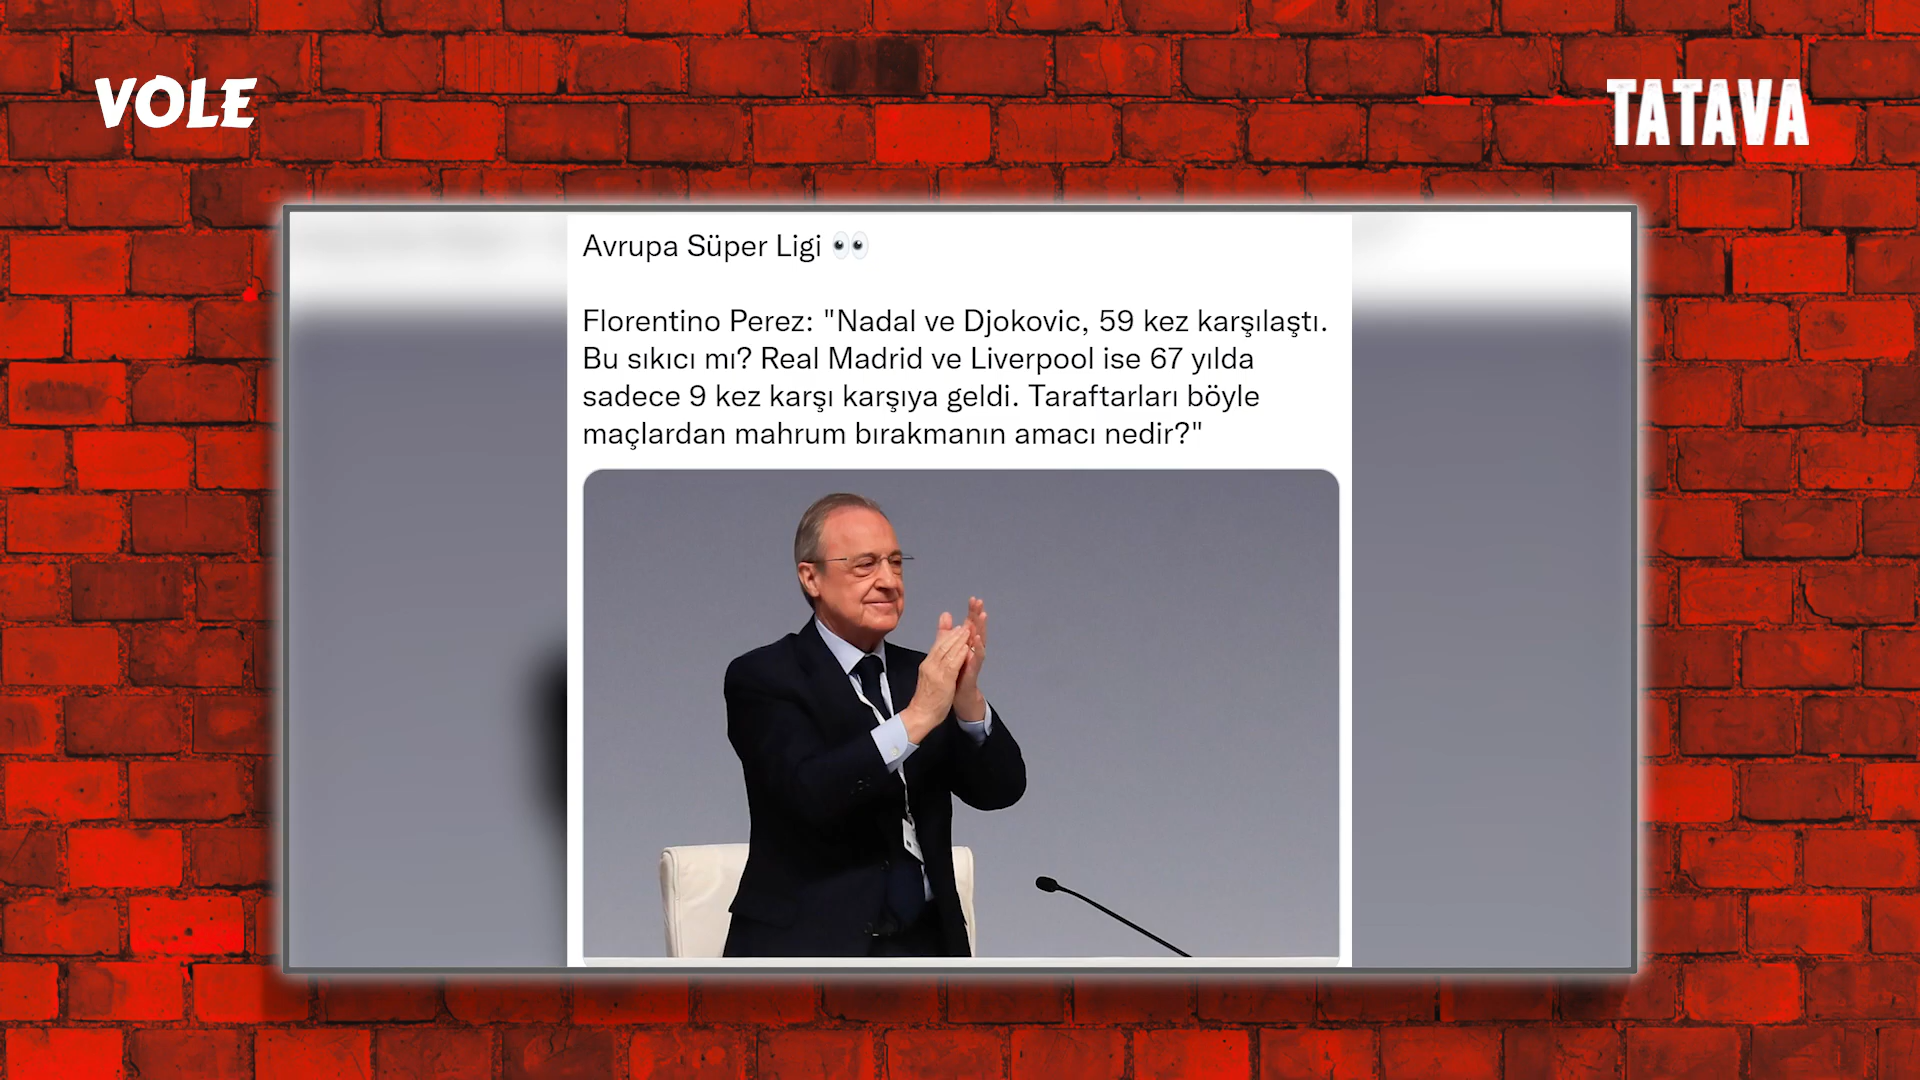 VOLE
TATAVA
Avrupa Süper Ligi 👀
Florentino Perez: "Nadal ve Djokovic, 59 kez karşılaştı.
Bu sıkıcı mı? Real Madrid ve Liverpool ise 67 yılda
sadece 9 kez karşı karşıya geldi. Taraftarları böyle
maçlardan mahrum bırakmanın amacı nedir?"